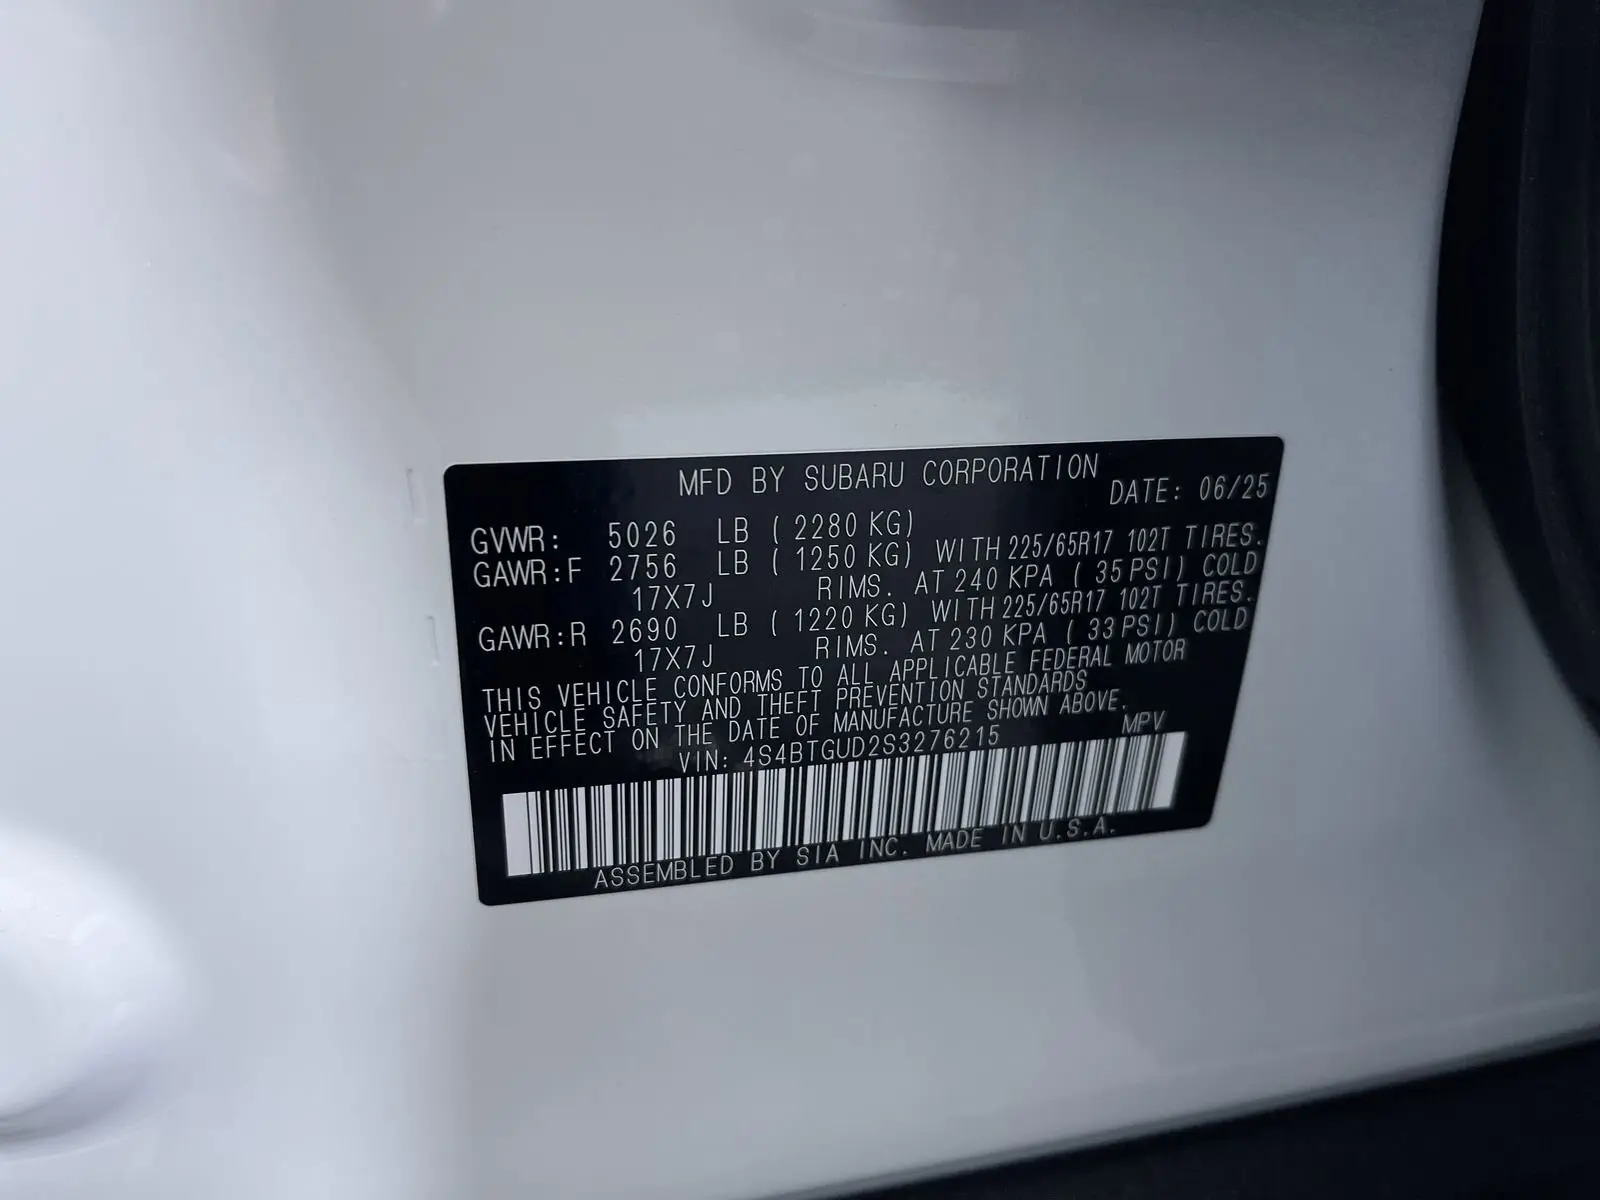 MFD BY SUBARU CORPORATION DATE: 06/25
GVWR: 5026 LB ( 2280 KG)
GAWR:F 2756 LB ( 1250 KG) WITH 225/65R17 102T TIRES.
17X7J RIMS. AT 240 KPA ( 35 PSI) COLD
GAWR:R 2690 LB ( 1220 KG) WITH 225/65R17 102T TIRES.
17X7J RIMS. AT 230 KPA ( 33 PSI) COLD
THIS VEHICLE CONFORMS TO ALL APPLICABLE FEDERAL MOTOR
VEHICLE SAFETY AND THEFT PREVENTION STANDARDS
IN EFFECT ON THE DATE OF MANUFACTURE SHOWN ABOVE.
VIN: 4S4BTGUD2S3276215 MPV
ASSEMBLED BY SIA INC. MADE IN U.S.A.